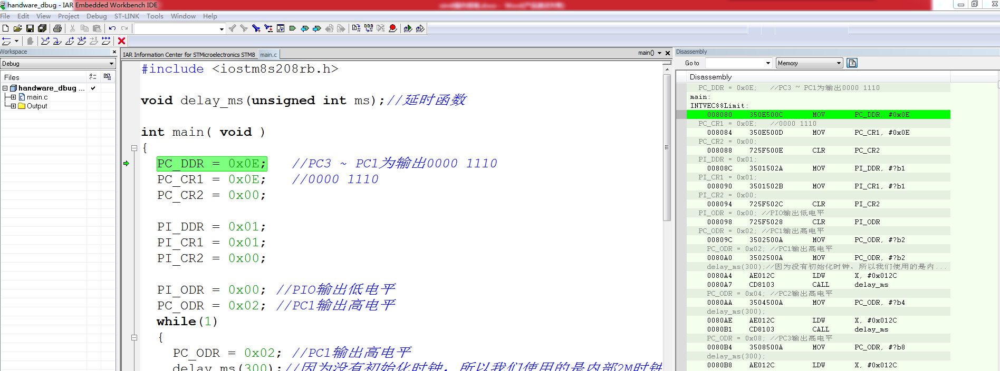 handware_dbug - IAR Embedded Workbench IDE
File Edit View Project Debug ST-LINK Tools Window Help
Workspace
Debug
Files
handware_dbug ...
main.c
Output
IAR Information Center for STMicroelectronics STM8 main.c main()
#include <iostm8s208rb.h>
void delay_ms(unsigned int ms);//延时函数
int main( void )
{
PC_DDR = 0x0E; //PC3 ~ PC1为输出0000 1110
PC_CR1 = 0x0E; //0000 1110
PC_CR2 = 0x00;
PI_DDR = 0x01;
PI_CR1 = 0x01;
PI_CR2 = 0x00;
PI_ODR = 0x00; //PIO输出低电平
PC_ODR = 0x02; //PC1输出高电平
while(1)
{
PC_ODR = 0x02; //PC1输出高电平
delay_ms(300);//因为没有初始化时钟，所以我们使用的是内部2M时钟
Disassembly
Go to Memory
Disassembly
PC_DDR = 0x0E; //PC3 ~ PC1为输出0000 1110
main:
INTVEC$$Limit:
008080 350E500C MOV PC_DDR, #0x0E
PC_CR1 = 0x0E; //0000 1110
008084 350E500D MOV PC_CR1, #0x0E
PC_CR2 = 0x00;
008088 725F500E CLR PC_CR2
PI_DDR = 0x01;
00808C 3501502A MOV PI_DDR, #?b1
PI_CR1 = 0x01;
008090 3501502B MOV PI_CR1, #?b1
PI_CR2 = 0x00;
008094 725F502C CLR PI_CR2
PI_ODR = 0x00; //PIO输出低电平
008098 725F5028 CLR PI_ODR
PC_ODR = 0x02; //PC1输出高电平
00809C 3502500A MOV PC_ODR, #?b2
PC_ODR = 0x02; //PC1输出高电平
0080A0 3502500A MOV PC_ODR, #?b2
delay_ms(300);//因为没有初始化时钟，所以我们使用的是内...
0080A4 AE012C LDW X, #0x012C
0080A7 CD8103 CALL delay_ms
PC_ODR = 0x04; //PC2输出高电平
0080AA 3504500A MOV PC_ODR, #?b4
delay_ms(300);
0080AE AE012C LDW X, #0x012C
0080B1 CD8103 CALL delay_ms
PC_ODR = 0x08; //PC3输出高电平
0080B4 3508500A MOV PC_ODR, #?b8
delay_ms(300);
0080B8 AE012C LDW X, #0x012C